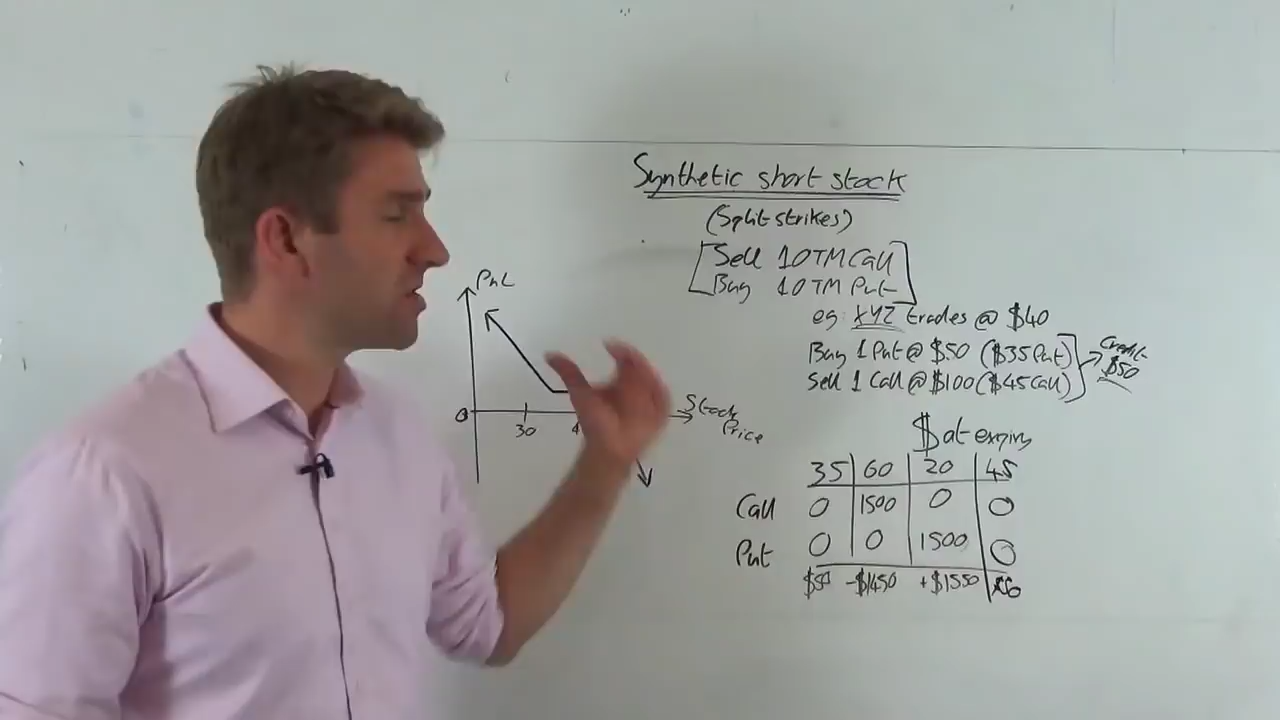 Synthetic short stock
(Split strikes)
Sell 1 OTM Call
Buy 1 OTM Put
eg: XYZ trades @ $40
Buy 1 Put @ $50 ($35 Put)
Sell 1 Call @ $100 ($45 Call)
Credit
$50
PnL
0
30
4
Stock
Price
$ at expiry
35 60 20 45
Call 0 1500 0 0
Put 0 0 1500 0
$50 -$1450 +$1550